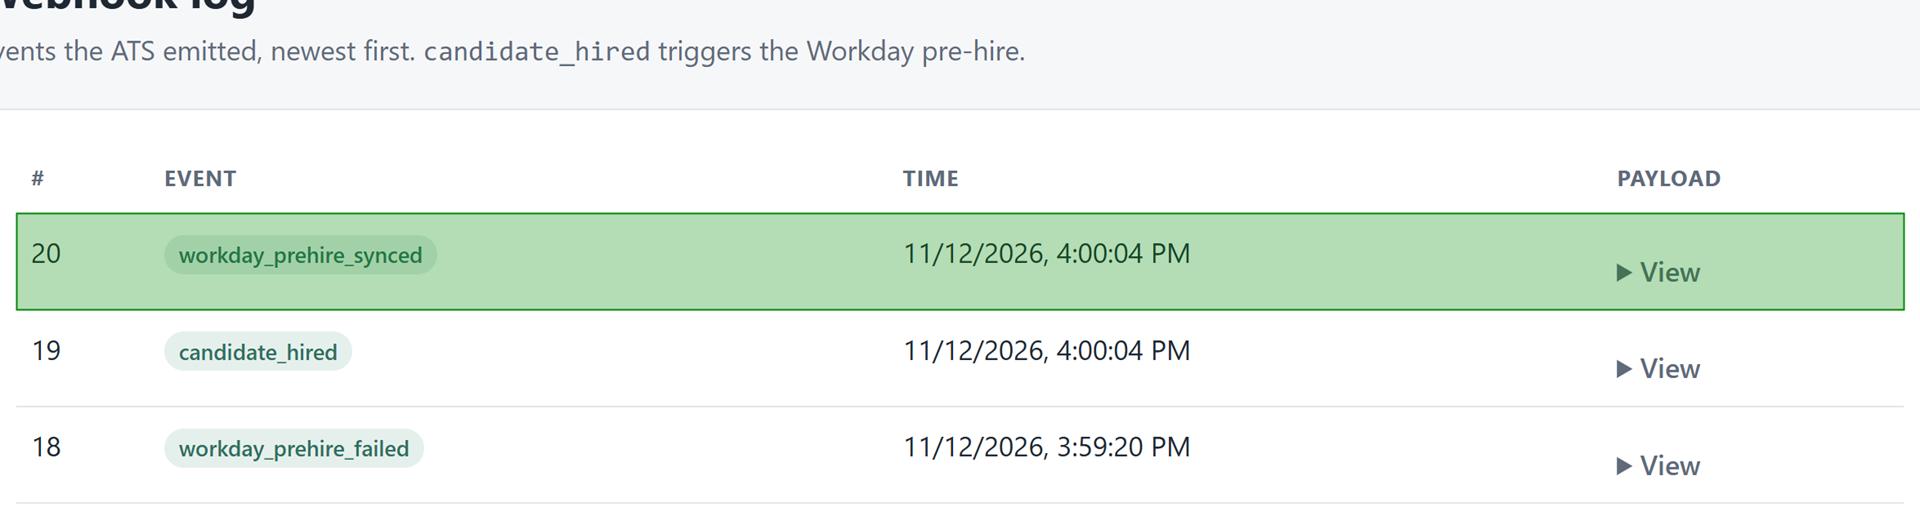 webhook log
vents the ATS emitted, newest first. candidate_hired triggers the Workday pre-hire.
# EVENT TIME PAYLOAD
20 workday_prehire_synced 11/12/2026, 4:00:04 PM ▶ View
19 candidate_hired 11/12/2026, 4:00:04 PM ▶ View
18 workday_prehire_failed 11/12/2026, 3:59:20 PM ▶ View